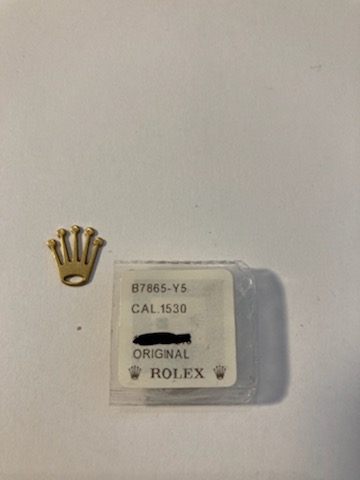 B7865-Y5
CAL.1530
ORIGINAL
ROLEX